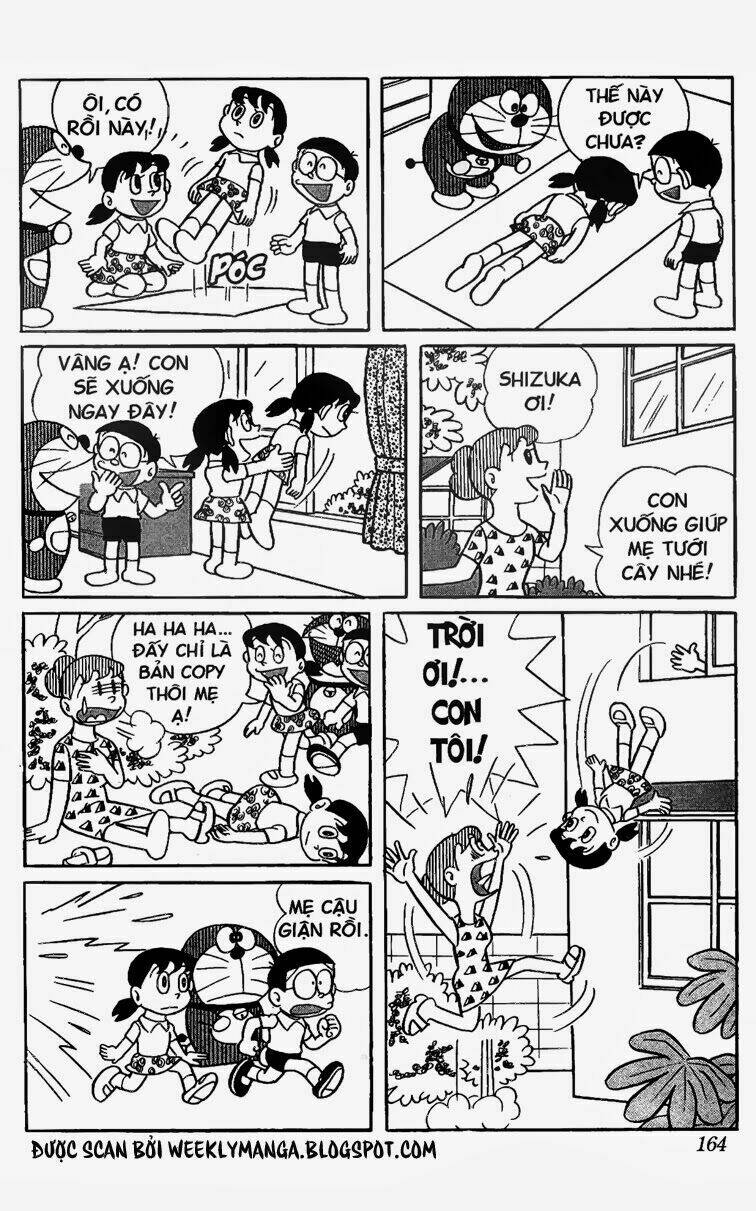 THẾ NÀY
ĐƯỢC
CHƯA?
ÔI, CÓ
RỒI NÀY!
PÓC
SHIZUKA
ƠI!
CON
XUỐNG GIÚP
MẸ TƯỚI
CÂY NHÉ!
VÂNG Ạ! CON
SẼ XUỐNG
NGAY ĐÂY!
TRỜI
ƠI!...
CON
TÔI!
HA HA HA...
ĐẤY CHỈ LÀ
BẢN COPY
THÔI MẸ
Ạ!
MẸ CẬU
GIẬN RỒI.
ĐƯỢC SCAN BỞI WEEKLYMANGA.BLOGSPOT.COM
164